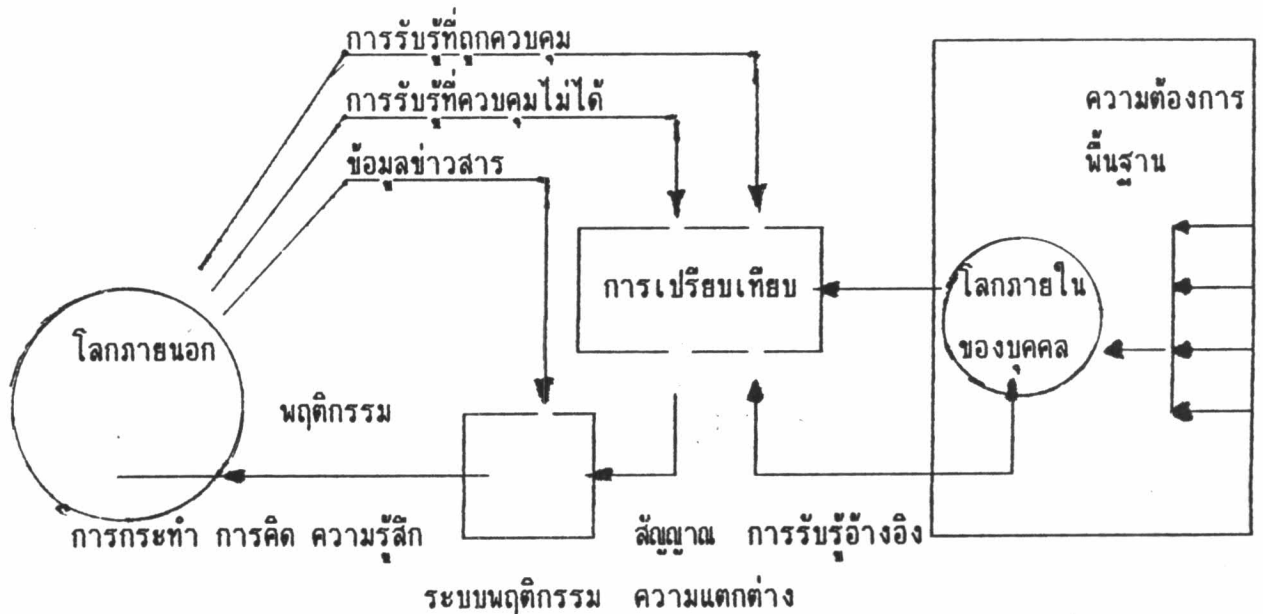 การรับรู้ที่ถูกควบคุม
การรับรู้ที่ควบคุมไม่ได้
ข้อมูลข่าวสาร
ความต้องการ
พื้นฐาน
การเปรียบเทียบ
โลกภายใน
ของบุคคล
โลกภายนอก
พฤติกรรม
การกระทำ การคิด ความรู้สึก
สัญญาณ การรับรู้อ้างอิง
ระบบพฤติกรรม ความแตกต่าง